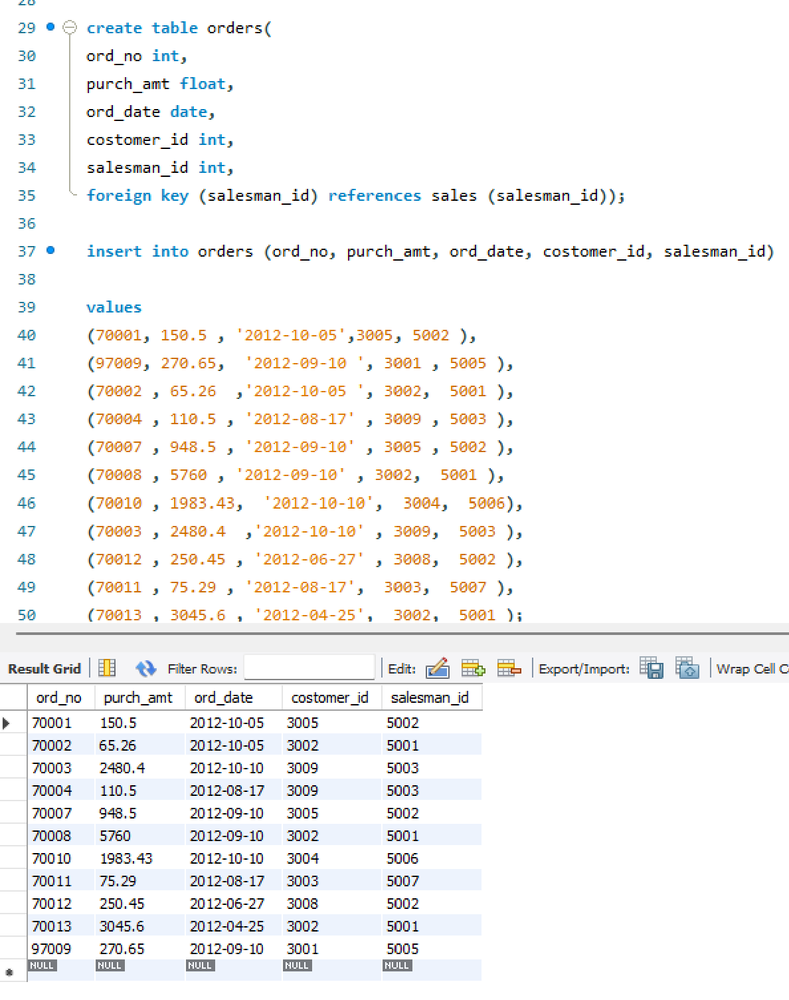 28
29 create table orders(
30 ord_no int,
31 purch_amt float,
32 ord_date date,
33 costomer_id int,
34 salesman_id int,
35 foreign key (salesman_id) references sales (salesman_id));
36
37 insert into orders (ord_no, purch_amt, ord_date, costomer_id, salesman_id)
38
39 values
40 (70001, 150.5 , '2012-10-05',3005, 5002 ),
41 (97009, 270.65,  '2012-09-10 ', 3001 , 5005 ),
42 (70002 , 65.26  ,'2012-10-05 ', 3002,  5001 ),
43 (70004 , 110.5 , '2012-08-17' , 3009 , 5003 ),
44 (70007 , 948.5 , '2012-09-10' , 3005 , 5002 ),
45 (70008 , 5760 , '2012-09-10' , 3002,  5001 ),
46 (70010 , 1983.43,  '2012-10-10',  3004,  5006),
47 (70003 , 2480.4  ,'2012-10-10' , 3009,  5003 ),
48 (70012 , 250.45 , '2012-06-27' , 3008,  5002 ),
49 (70011 , 75.29 , '2012-08-17',  3003,  5007 ),
50 (70013 , 3045.6 , '2012-04-25',  3002,  5001 );
Result Grid Filter Rows: Edit: Export/Import: Wrap Cell C
ord_no purch_amt ord_date costomer_id salesman_id
70001 150.5 2012-10-05 3005 5002
70002 65.26 2012-10-05 3002 5001
70003 2480.4 2012-10-10 3009 5003
70004 110.5 2012-08-17 3009 5003
70007 948.5 2012-09-10 3005 5002
70008 5760 2012-09-10 3002 5001
70010 1983.43 2012-10-10 3004 5006
70011 75.29 2012-08-17 3003 5007
70012 250.45 2012-06-27 3008 5002
70013 3045.6 2012-04-25 3002 5001
97009 270.65 2012-09-10 3001 5005
NULL NULL NULL NULL NULL